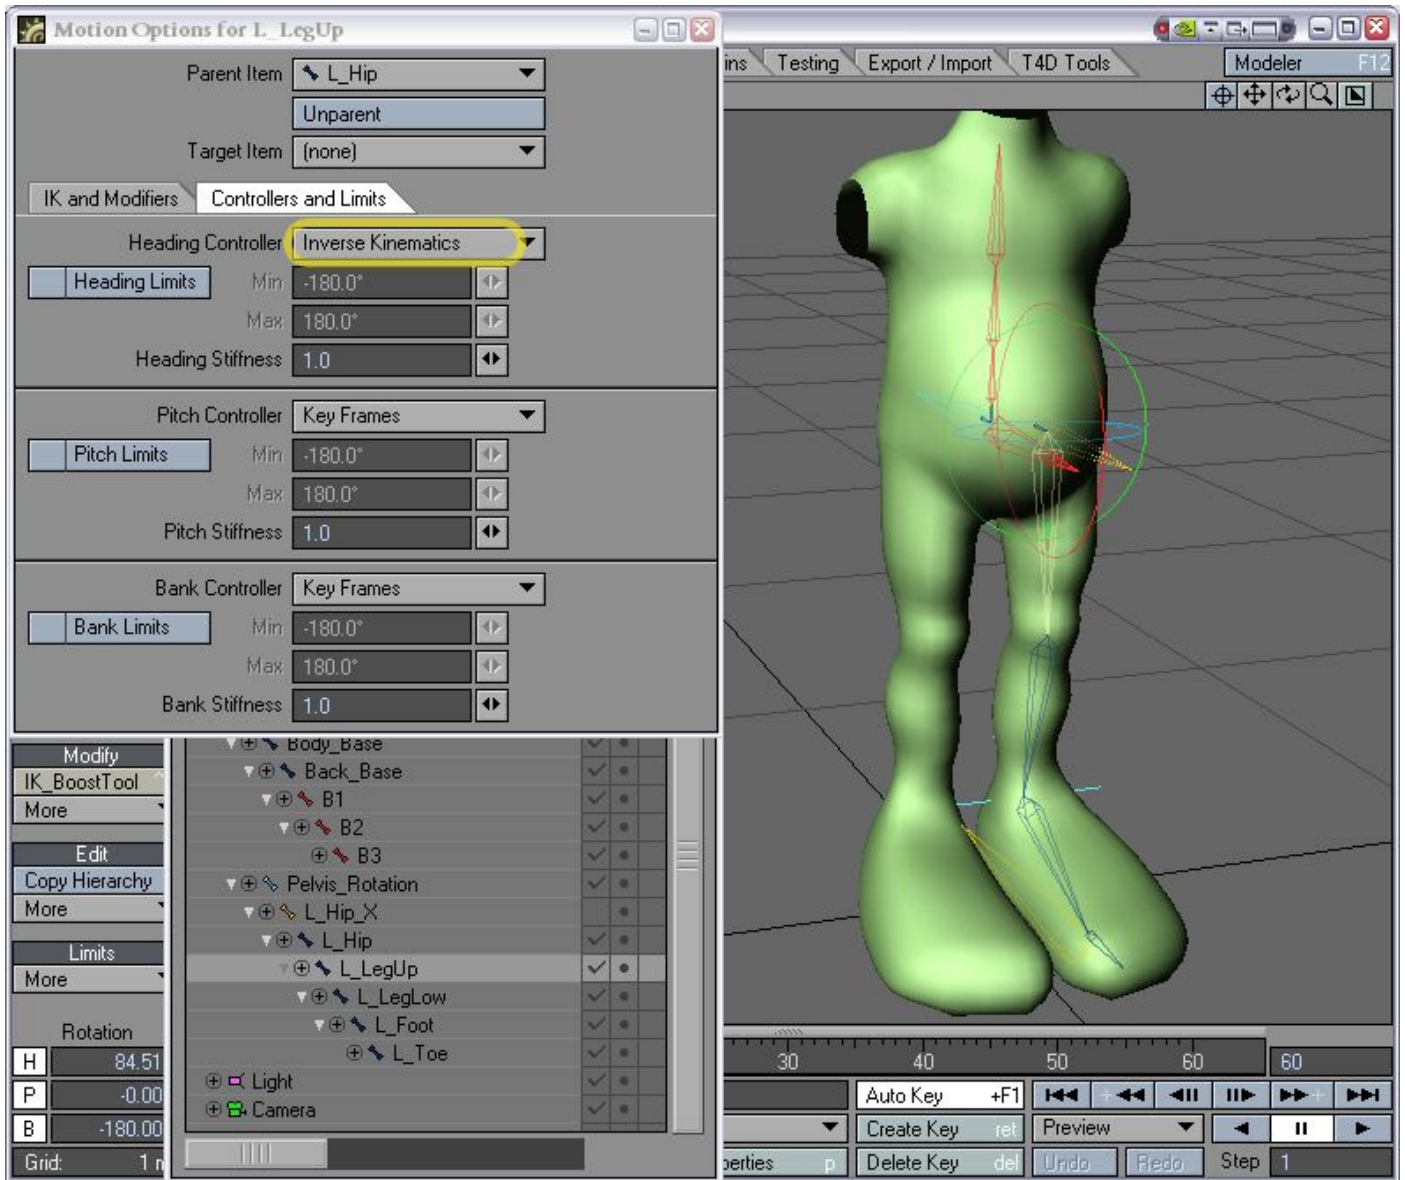 Motion Options for L_LegUp
Parent Item L_Hip
Unparent
Target Item (none)
IK and Modifiers Controllers and Limits
Heading Controller Inverse Kinematics
Heading Limits Min -180.0°
Max 180.0°
Heading Stiffness 1.0
Pitch Controller Key Frames
Pitch Limits Min -180.0°
Max 180.0°
Pitch Stiffness 1.0
Bank Controller Key Frames
Bank Limits Min -180.0°
Max 180.0°
Bank Stiffness 1.0
ins Testing Export / Import T4D Tools Modeler F12
Modify
IK_BoostTool
More
Edit
Copy Hierarchy
More
Limits
More
Rotation
H 84.51
P -0.00
B -180.00
Grid: 1 m
Body_Base
Back_Base
B1
B2
B3
Pelvis_Rotation
L_Hip_X
L_Hip
L_LegUp
L_LegLow
L_Foot
L_Toe
Light
Camera
30 40 50 60 60
Auto Key +F1
Create Key ret Preview
perties p Delete Key del Undo Redo Step 1